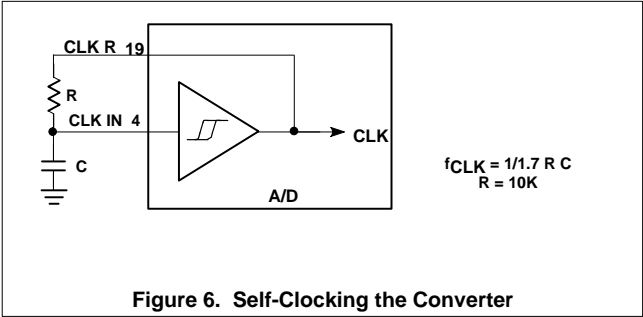 CLK R 19
R
CLK IN 4
CLK
C
A/D
fCLK = 1/1.7 R C
R = 10K
Figure 6. Self-Clocking the Converter